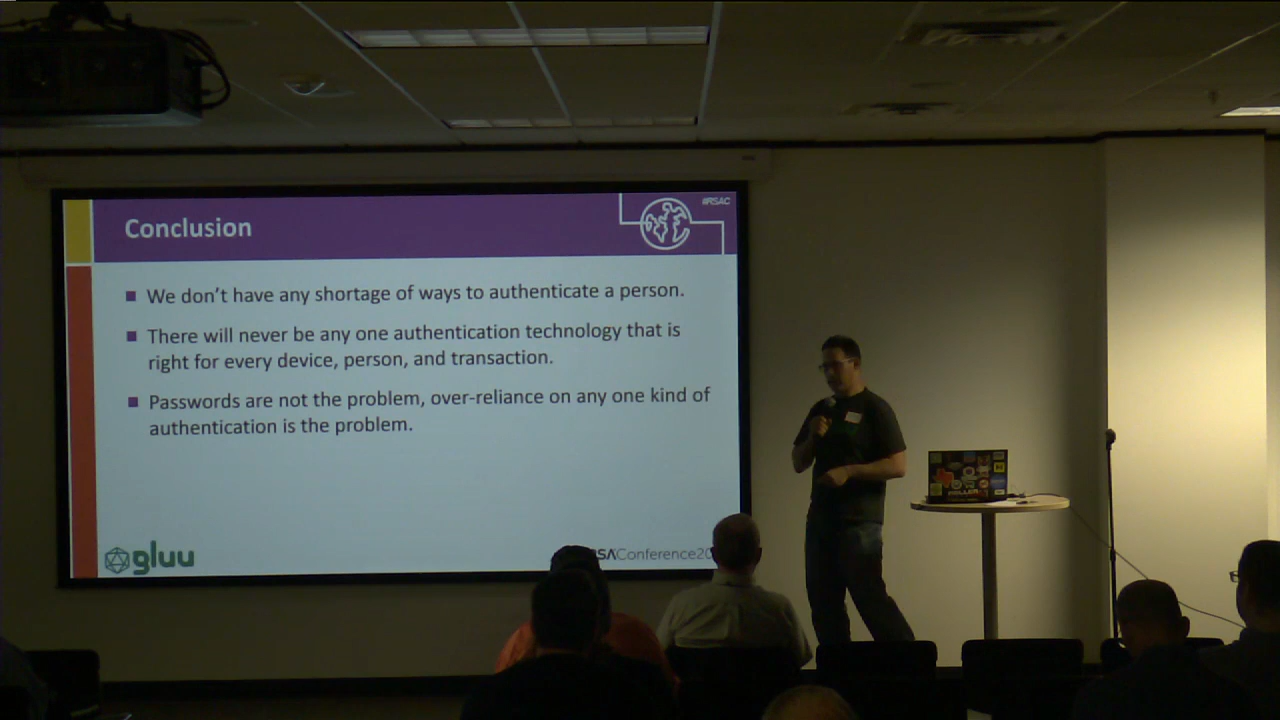 #RSAC
Conclusion
We don't have any shortage of ways to authenticate a person.
There will never be any one authentication technology that is
right for every device, person, and transaction.
Passwords are not the problem, over-reliance on any one kind of
authentication is the problem.
gluu
RSAConference20